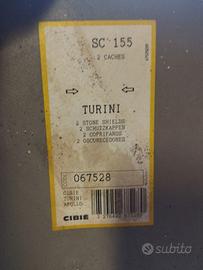 SC 155
2 CACHES
TURINI
2 STONE SHIELDS
2 SCHUTZKAPPEN
2 COPRIFAROS
2 OSCURECEDORES
067528
CIBIE
TURINI
APOLLO
CIBIE
subito